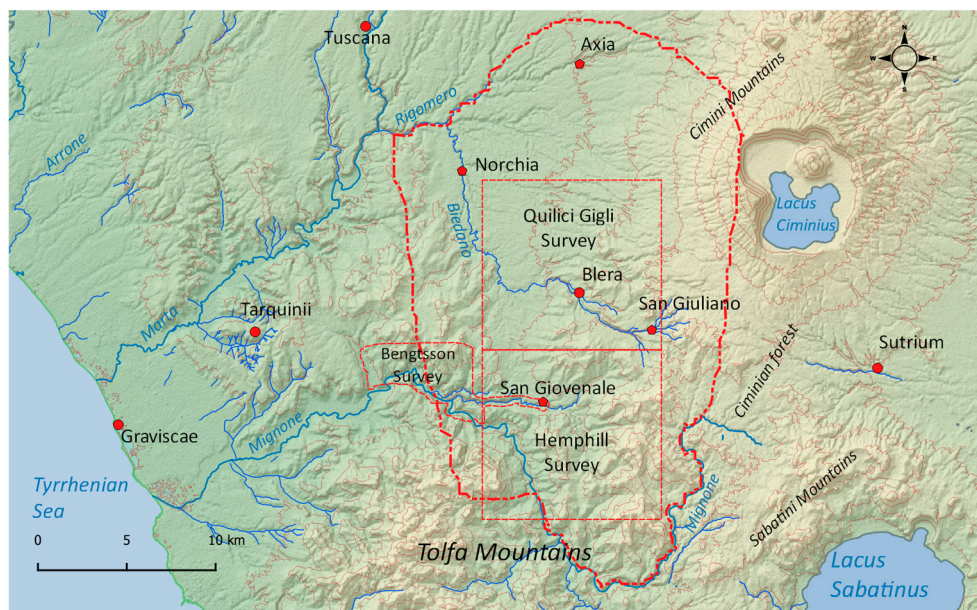 Tuscana
Axia
N
W
E
S
Rigomero
Cimini Mountains
Arrone
Norchia
Lacus
Ciminius
Quilici Gigli
Survey
Biedano
Blera
San Giuliano
Marta
Tarquinii
Ciminian forest
Sutrium
Bengtsson
Survey
San Giovenale
Mignone
Graviscae
Hemphill
Survey
Sabatini Mountains
Tyrrhenian
Sea
Mignone
0
5
10 km
Tolfa Mountains
Lacus
Sabatinus